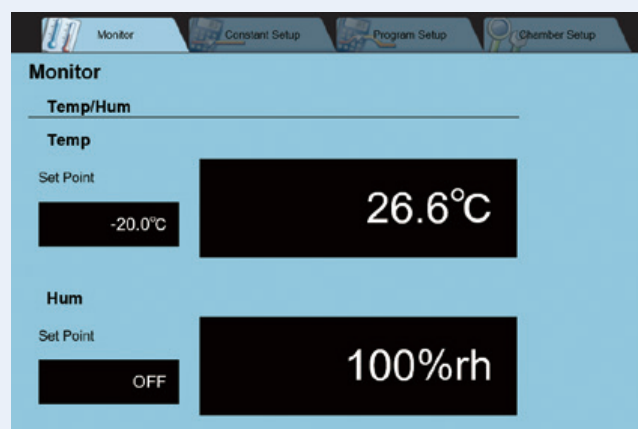 Monitor Constant Setup Program Setup Chamber Setup
Monitor
Temp/Hum
Temp
Set Point
-20.0℃ 26.6℃
Hum
Set Point
OFF 100%rh